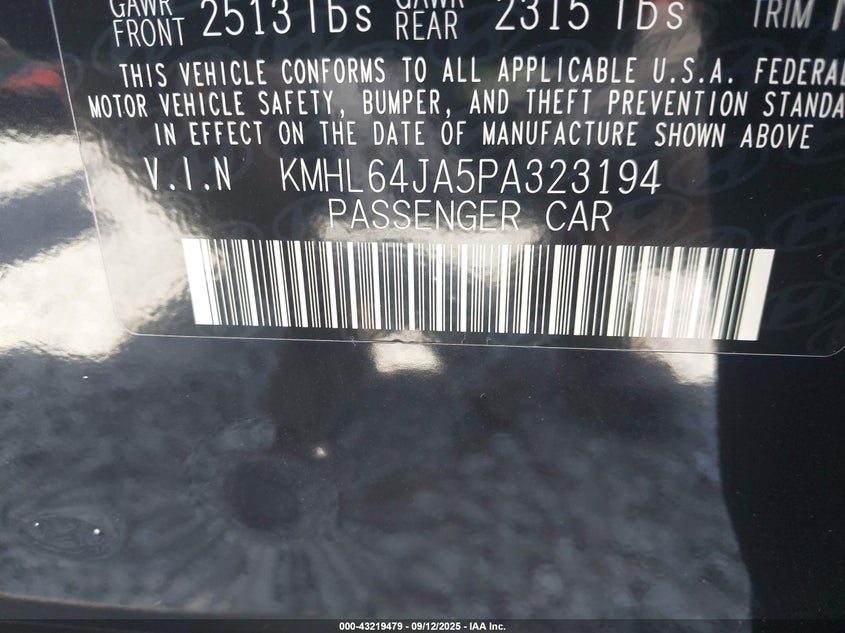 GAWR FRONT 2513 lbs GAWR REAR 2315 lbs TRIM
THIS VEHICLE CONFORMS TO ALL APPLICABLE U.S.A. FEDERAL
MOTOR VEHICLE SAFETY, BUMPER, AND THEFT PREVENTION STANDA
IN EFFECT ON THE DATE OF MANUFACTURE SHOWN ABOVE
V.I.N KMHL64JA5PA323194
PASSENGER CAR
000-43219479 - 09/12/2025 - IAA Inc.